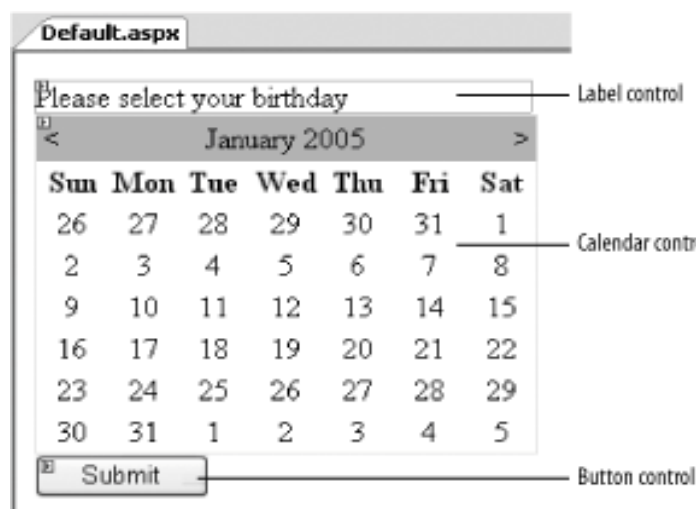 Default.aspx
Please select your birthday
Label control
< January 2005 >
Sun Mon Tue Wed Thu Fri Sat
26 27 28 29 30 31 1
Calendar contr
2 3 4 5 6 7 8
9 10 11 12 13 14 15
16 17 18 19 20 21 22
23 24 25 26 27 28 29
30 31 1 2 3 4 5
Submit
Button control